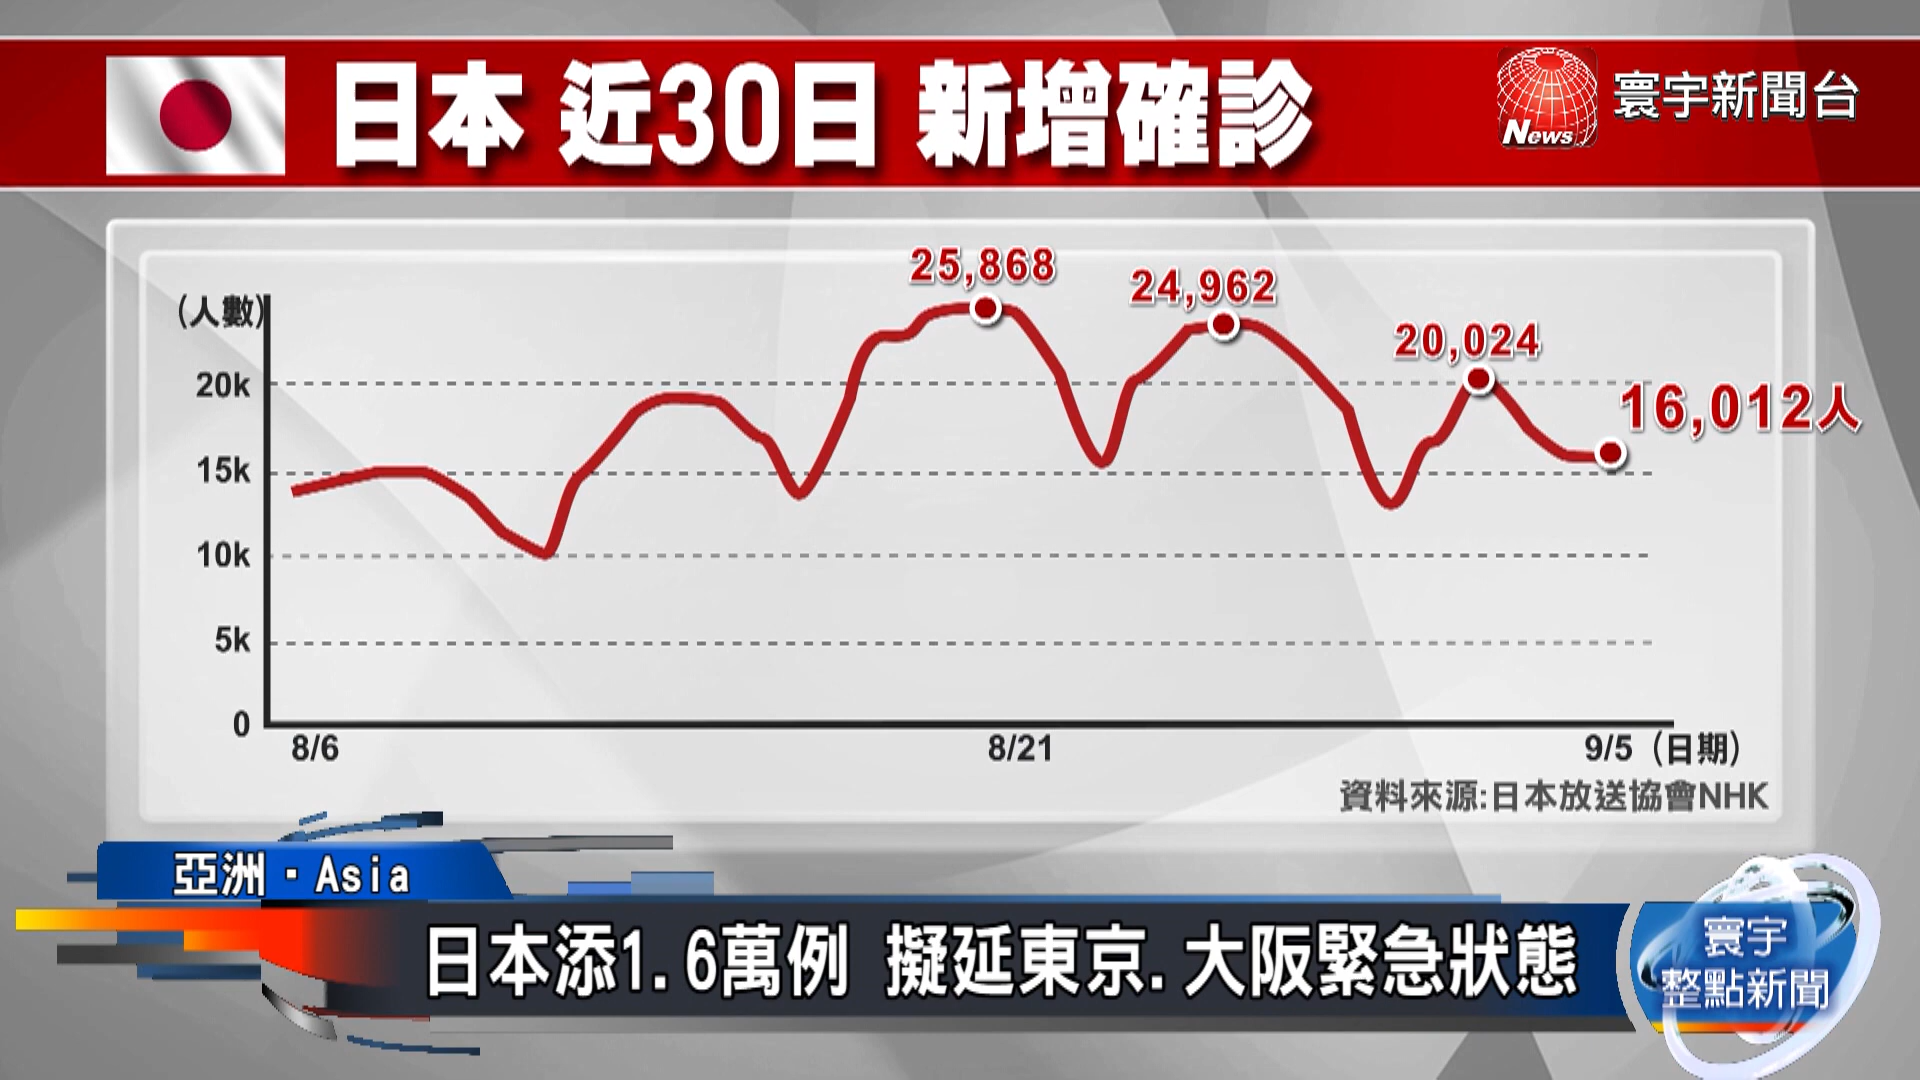 日本 近30日 新增確診
News
寰宇新聞台
25,868
24,962
20,024
16,012人
(人數)
20k
15k
10k
5k
0
8/6
8/21
9/5 (日期)
資料來源:日本放送協會NHK
亞洲·Asia
日本添1.6萬例 擬延東京.大阪緊急狀態
寰宇
整點新聞